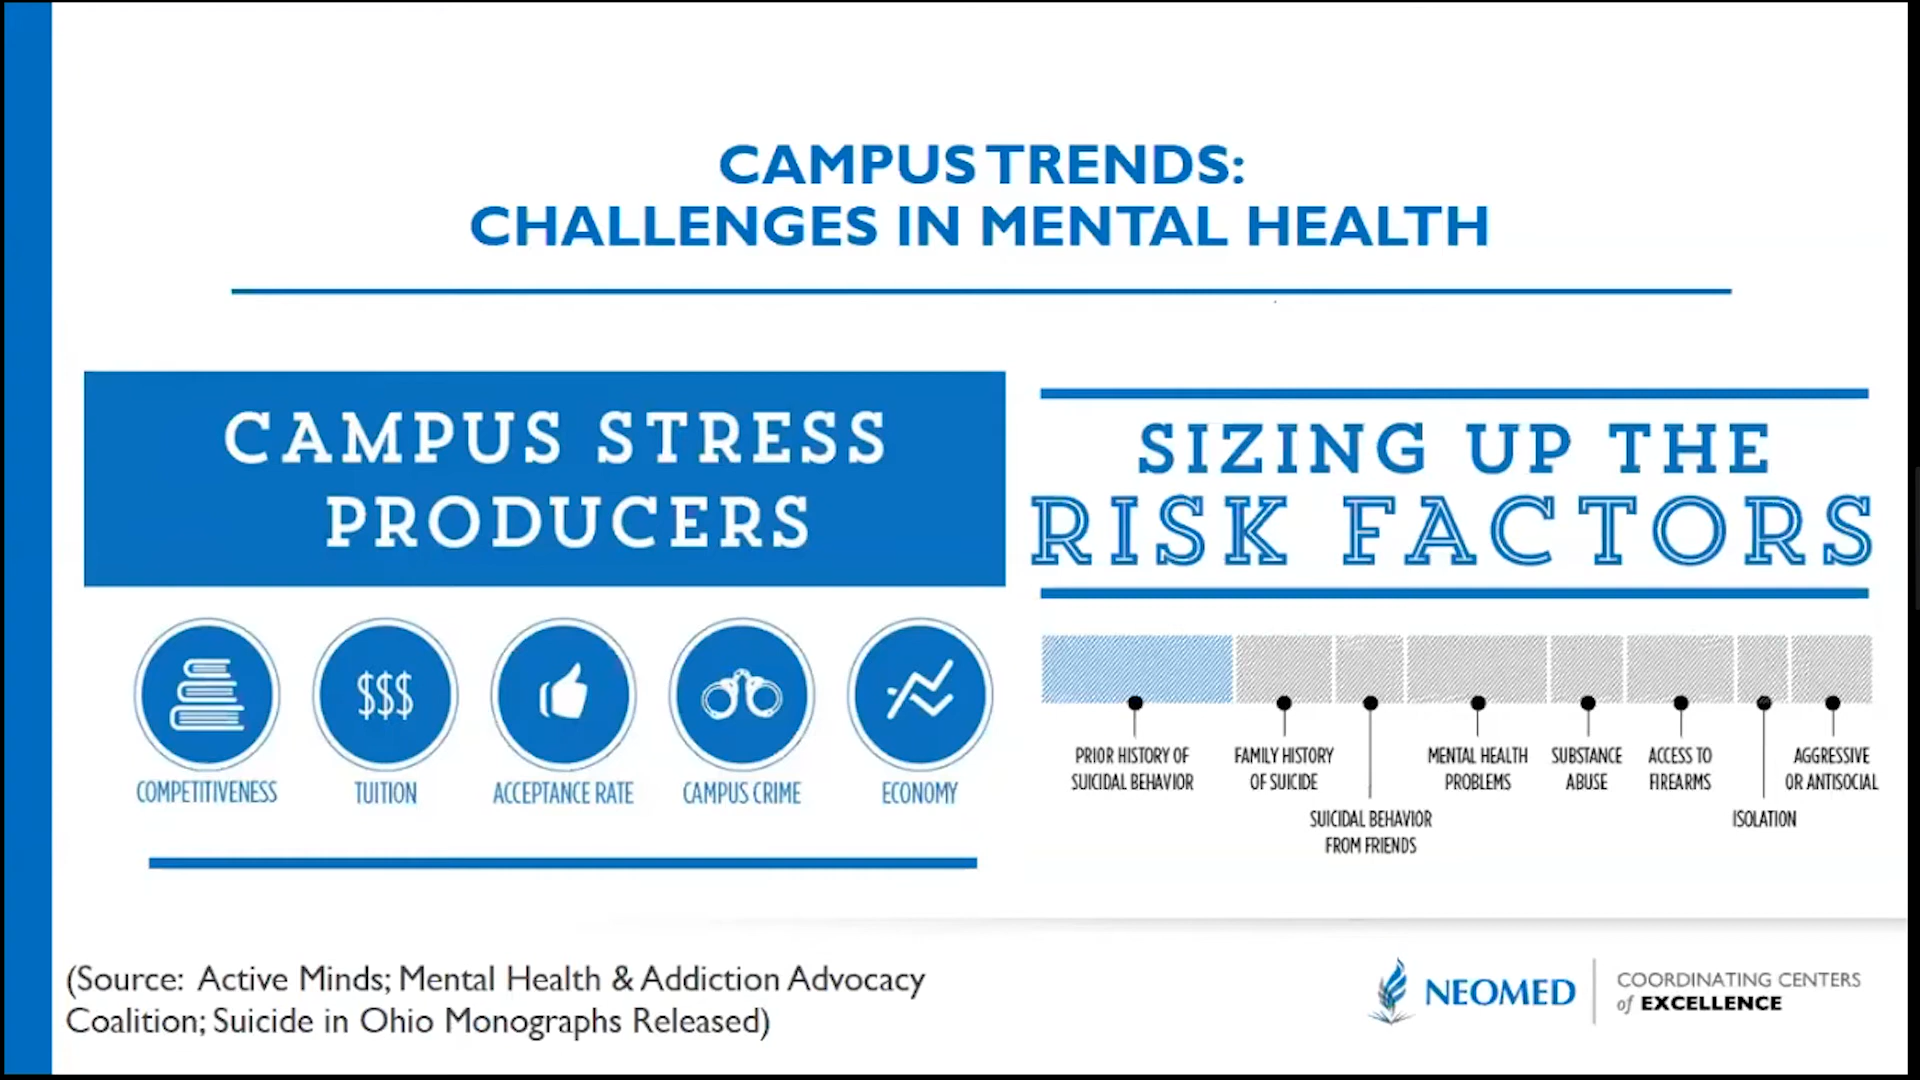 CAMPUS TRENDS:
CHALLENGES IN MENTAL HEALTH
CAMPUS STRESS
PRODUCERS
$$$
COMPETITIVENESS
TUITION
ACCEPTANCE RATE
CAMPUS CRIME
ECONOMY
SIZING UP THE
RISK FACTORS
PRIOR HISTORY OF
SUICIDAL BEHAVIOR
FAMILY HISTORY
OF SUICIDE
SUICIDAL BEHAVIOR
FROM FRIENDS
MENTAL HEALTH
PROBLEMS
SUBSTANCE
ABUSE
ACCESS TO
FIREARMS
ISOLATION
AGGRESSIVE
OR ANTISOCIAL
(Source: Active Minds; Mental Health & Addiction Advocacy
Coalition; Suicide in Ohio Monographs Released)
NEOMED
COORDINATING CENTERS
of EXCELLENCE